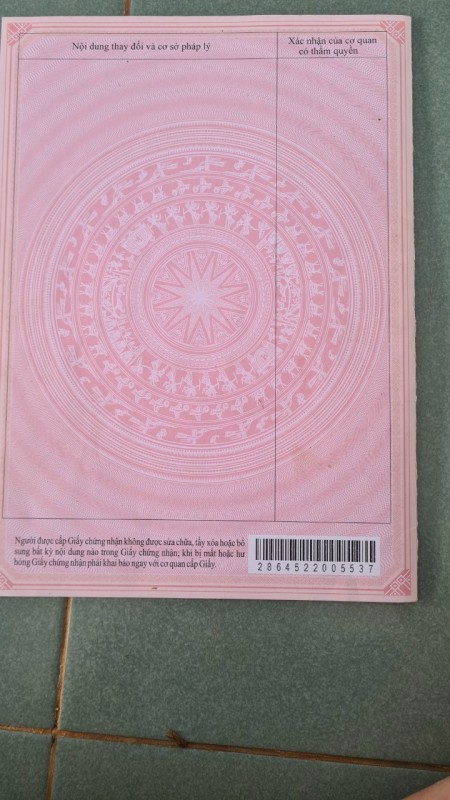 Nội dung thay đổi và cơ sở pháp lý
Xác nhận của cơ quan
có thẩm quyền
Người được cấp Giấy chứng nhận không được sửa chữa, tẩy xóa hoặc bổ
sung bất kỳ nội dung nào trong Giấy chứng nhận; khi bị mất hoặc hư
hỏng Giấy chứng nhận phải khai báo ngay với cơ quan cấp Giấy.
2864522005537